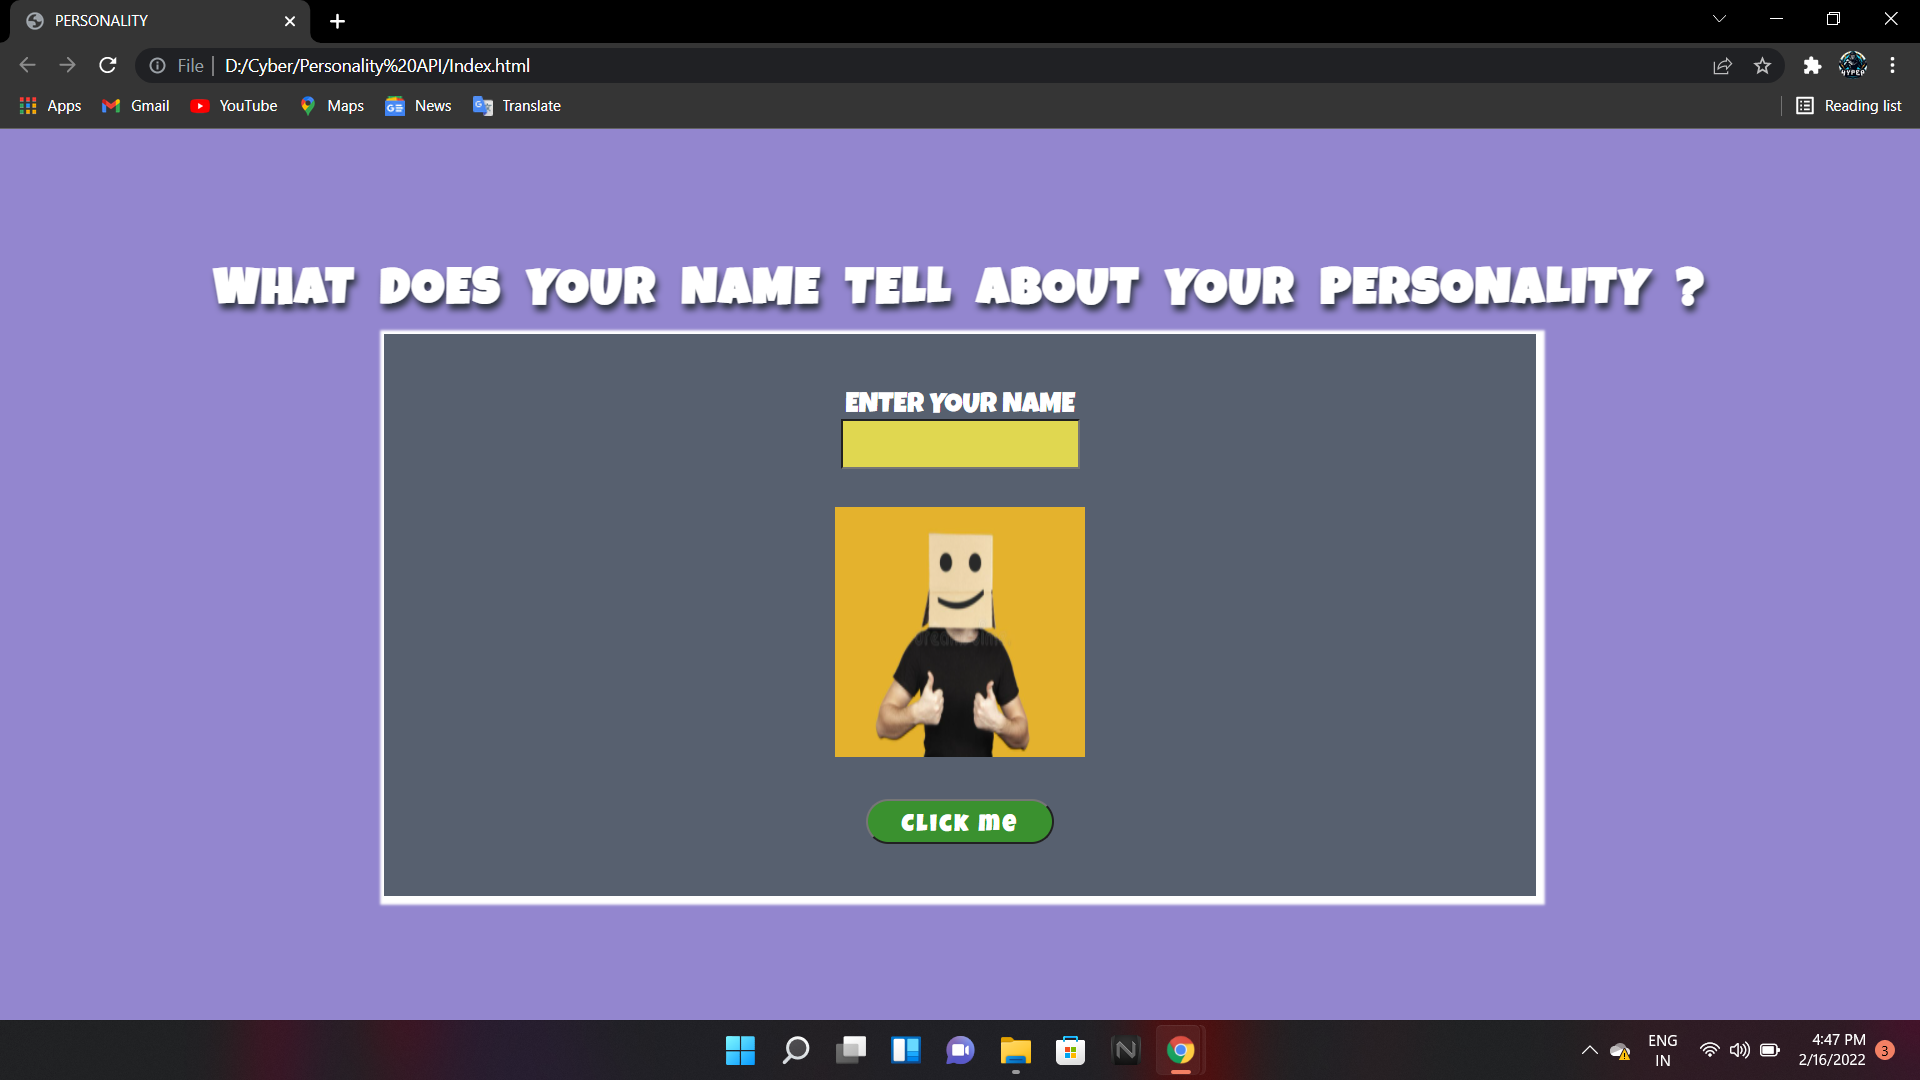 PERSONALITY
File
D:/Cyber/Personality%20API/Index.html
Apps
Gmail
YouTube
Maps
News
Translate
Reading list
WHAT DOES YOUR NAME TELL ABOUT YOUR PERSONALITY ?
ENTER YOUR NAME
click me
ENG
IN
4:47 PM
2/16/2022
3